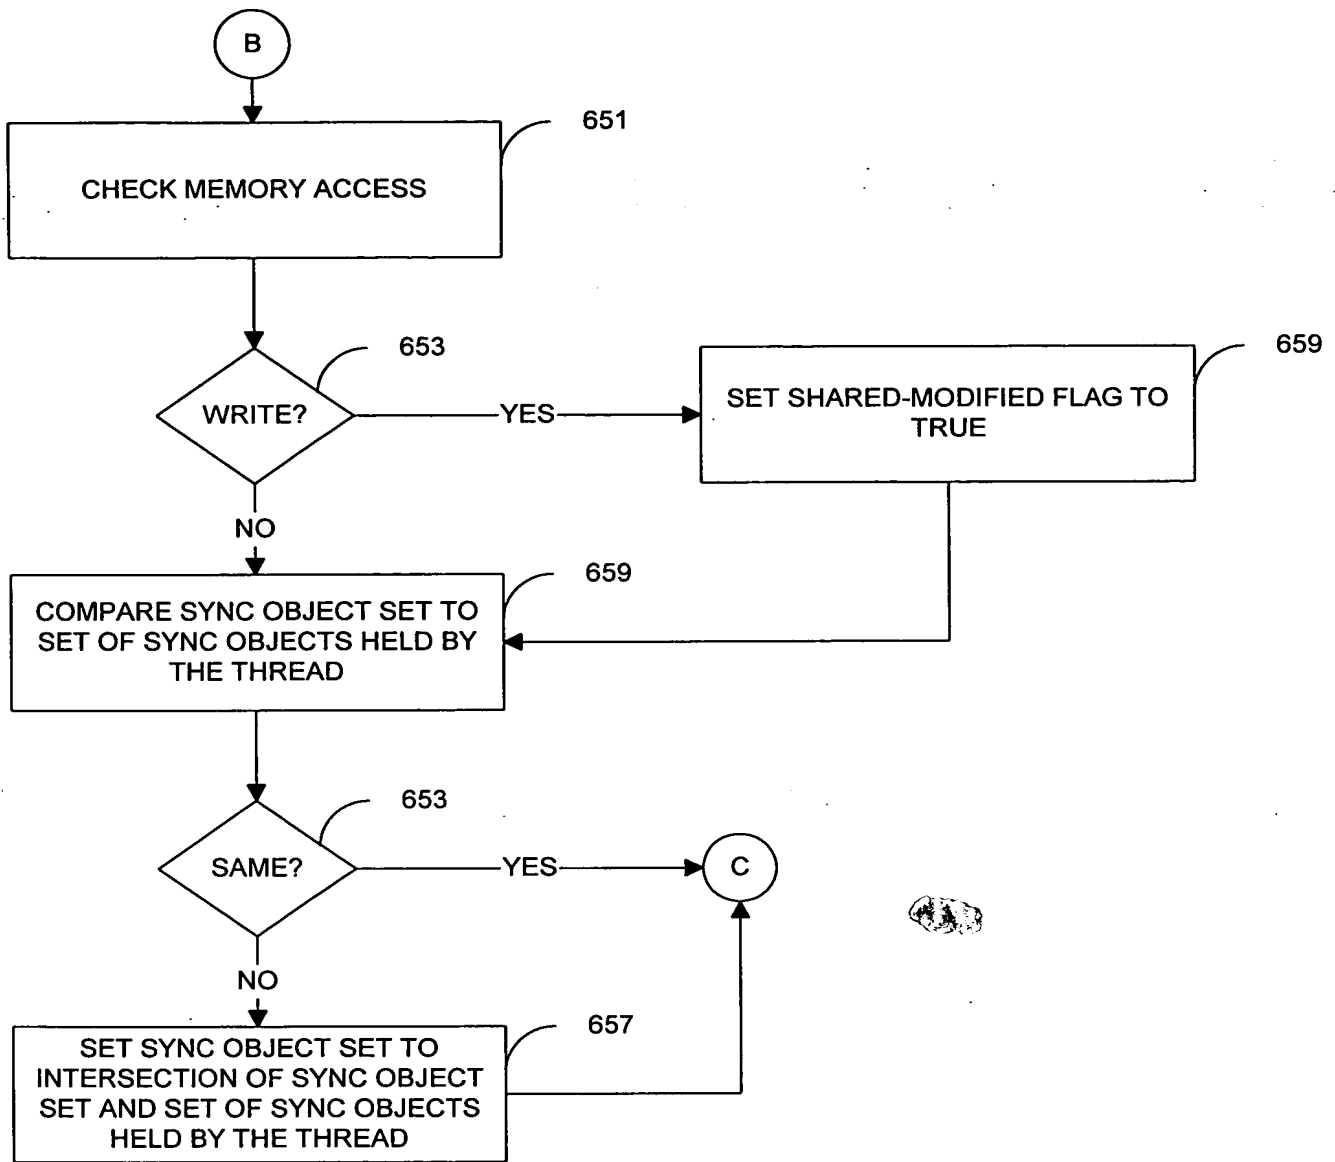 B
651
CHECK MEMORY ACCESS
653
WRITE?
YES
659
SET SHARED-MODIFIED FLAG TO
TRUE
NO
659
COMPARE SYNC OBJECT SET TO
SET OF SYNC OBJECTS HELD BY
THE THREAD
653
SAME?
YES
C
NO
657
SET SYNC OBJECT SET TO
INTERSECTION OF SYNC OBJECT
SET AND SET OF SYNC OBJECTS
HELD BY THE THREAD